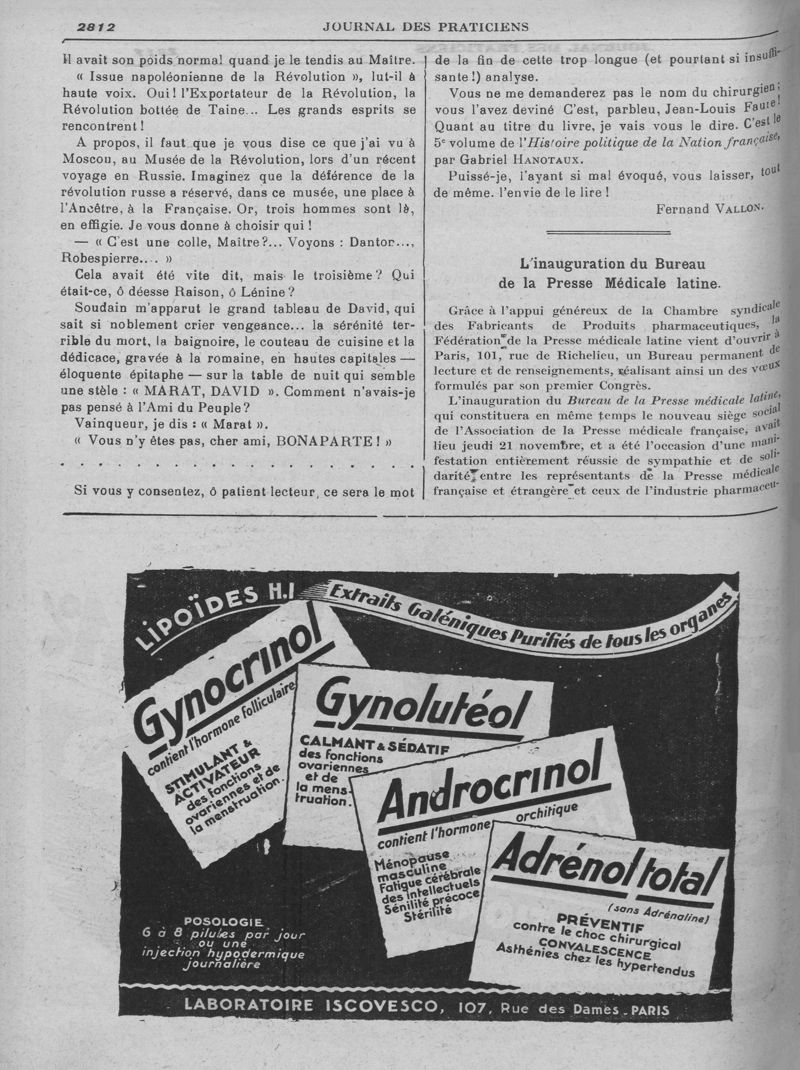 2812
JOURNAL DES PRATICIENS
Il avait son poids normal quand je le tendis au Maître.
« Issue napoléonienne de la Révolution », lut-il à
haute voix. Oui! l'Exportateur de la Révolution, la
Révolution bottée de Taine... Les grands esprits se
rencontrent!
A propos, il faut que je vous dise ce que j'ai vu à
Moscou, au Musée de la Révolution, lors d'un récent
voyage en Russie. Imaginez que la déférence de la
révolution russe a réservé, dans ce musée, une place à
l'Ancêtre, à la Française. Or, trois hommes sont là,
en effigie. Je vous donne à choisir qui!
— « C'est une colle, Maître?... Voyons : Dantor...,
Robespierre.... »
Cela avait été vite dit, mais le troisième? Qui
était-ce, ô déesse Raison, ô Lénine?
Soudain m'apparut le grand tableau de David, qui
sait si noblement crier vengeance... la sérénité ter-
rible du mort, la baignoire, le couteau de cuisine et la
dédicace, gravée à la romaine, en hautes capitales —
éloquente épitaphe — sur la table de nuit qui semble
une stèle : « MARAT, DAVID ». Comment n'avais-je
pas pensé à l'Ami du Peuple?
Vainqueur, je dis : « Marat ».
« Vous n'y êtes pas, cher ami, BONAPARTE! »
. . . . . . . . . . . . . . . . . . .
Si vous y consentez, ô patient lecteur, ce sera le mot
de la fin de cette trop longue (et pourtant si insuffi-
sante!) analyse.
Vous ne me demanderez pas le nom du chirurgien;
vous l'avez deviné C'est, parbleu, Jean-Louis Faure!
Quant au titre du livre, je vais vous le dire. C'est le
5e volume de l'His'oire politique de la Nation française,
par Gabriel HANOTAUX.
Puissé-je, l'ayant si mal évoqué, vous laisser, tout
de même. l'envie de le lire!
Fernand VALLON.
L'inauguration du Bureau
de la Presse Médicale latine.
Grâce à l'appui généreux de la Chambre syndicale
des Fabricants de Produits pharmaceutiques, la
Fédération de la Presse médicale latine vient d'ouvrir à
Paris, 101, rue de Richelieu, un Bureau permanent de
lecture et de renseignements, réalisant ainsi un des vœux
formulés par son premier Congrès.
L'inauguration du Bureau de la Presse médicale latine,
qui constituera en même temps le nouveau siège social
de l'Association de la Presse médicale française, avait
lieu jeudi 21 novembre, et a été l'occasion d'une mani-
festation entièrement réussie de sympathie et de soli-
darité entre les représentants de la Presse médicale
française et étrangère et ceux de l'industrie pharmaceu-
LIPOÏDES H.I
Extraits Galéniques Purifiés de tous les organes
Gynocrinol
contient l'hormone folliculaire
STIMULANT &
ACTIVATEUR
des fonctions
ovariennes et de
la menstruation.
Gynolutéol
CALMANT & SÉDATIF
des fonctions
ovariennes
et de
la mens-
truation.
Androcrinol
contient l'hormone orchitique
Ménopause
masculine
Fatigue cérébrale
des intellectuels
Sénilité précoce
Stérilité
Adrénol total
(sans Adrénaline)
PRÉVENTIF
contre le choc chirurgical
CONVALESCENCE
Asthénies chez les hypertendus
POSOLOGIE
6 à 8 pilules par jour
ou une
injection hypodermique
journalière
LABORATOIRE ISCOVESCO, 107, Rue des Dames - PARIS